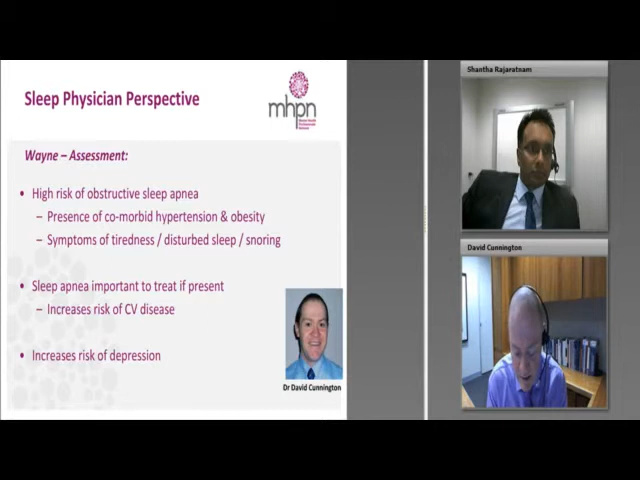 Sleep Physician Perspective
mhpn
Wayne – Assessment:
• High risk of obstructive sleep apnea
– Presence of co-morbid hypertension & obesity
– Symptoms of tiredness / disturbed sleep / snoring
• Sleep apnea important to treat if present
– Increases risk of CV disease
• Increases risk of depression
Dr David Cunnington
Shantha Rajaratnam
David Cunnington